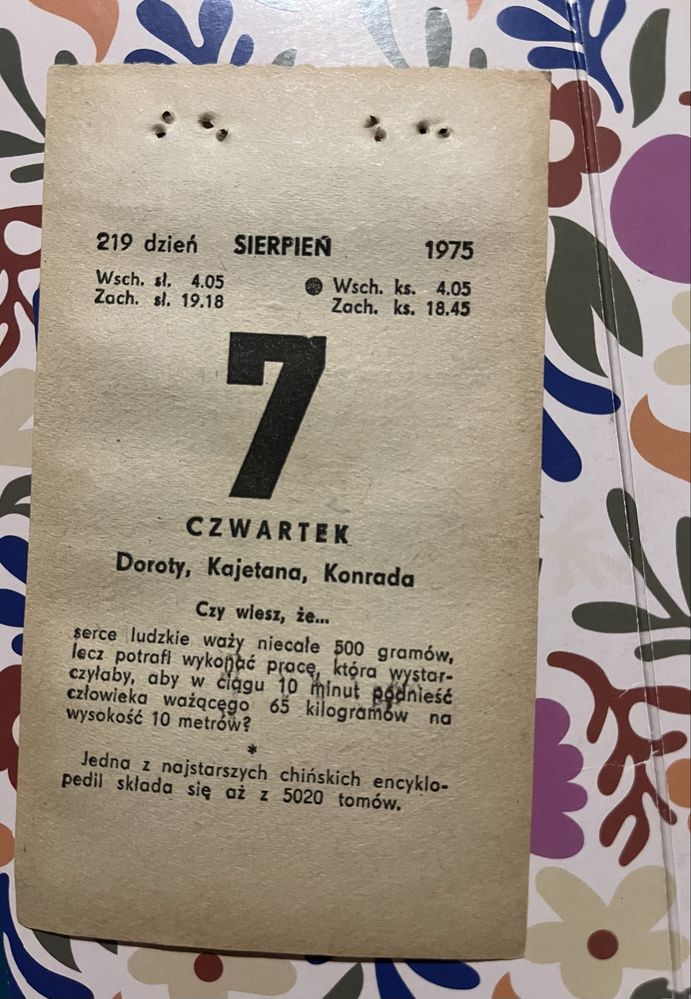 219 dzień SIERPIEŃ 1975
Wsch. sł. 4.05 Wsch. ks. 4.05
Zach. sł. 19.18 Zach. ks. 18.45
7
CZWARTEK
Doroty, Kajetana, Konrada
Czy wiesz, że...
serce ludzkie waży niecałe 500 gramów,
lecz potrafi wykonać pracę, która wystar-
czyłaby, aby w ciągu 10 minut podnieść
człowieka ważącego 65 kilogramów na
wysokość 10 metrów?
*
Jedna z najstarszych chińskich encyklo-
pedii składa się aż z 5020 tomów.